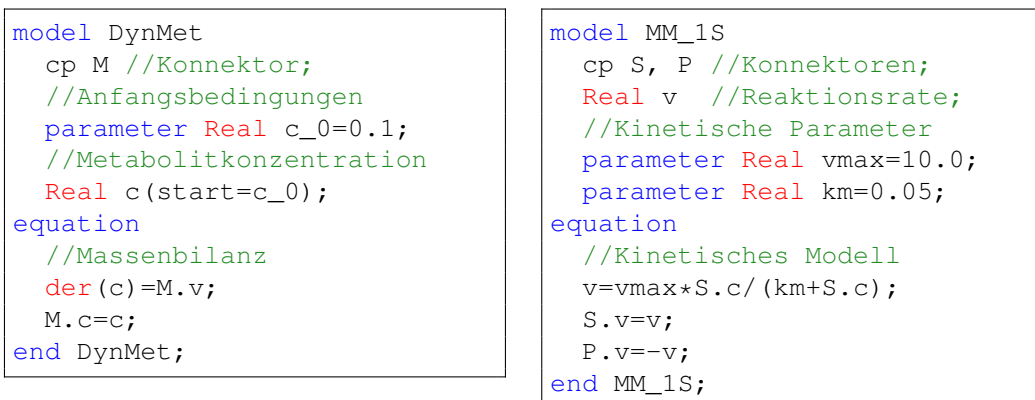 model DynMet
cp M //Konnektor;
//Anfangsbedingungen
parameter Real c_0=0.1;
//Metabolitkonzentration
Real c(start=c_0);
equation
//Massenbilanz
der(c)=M.v;
M.c=c;
end DynMet;
model MM_1S
cp S, P //Konnektoren;
Real v //Reaktionsrate;
//Kinetische Parameter
parameter Real vmax=10.0;
parameter Real km=0.05;
equation
//Kinetisches Modell
v=vmax*S.c/(km+S.c);
S.v=v;
P.v=-v;
end MM_1S;